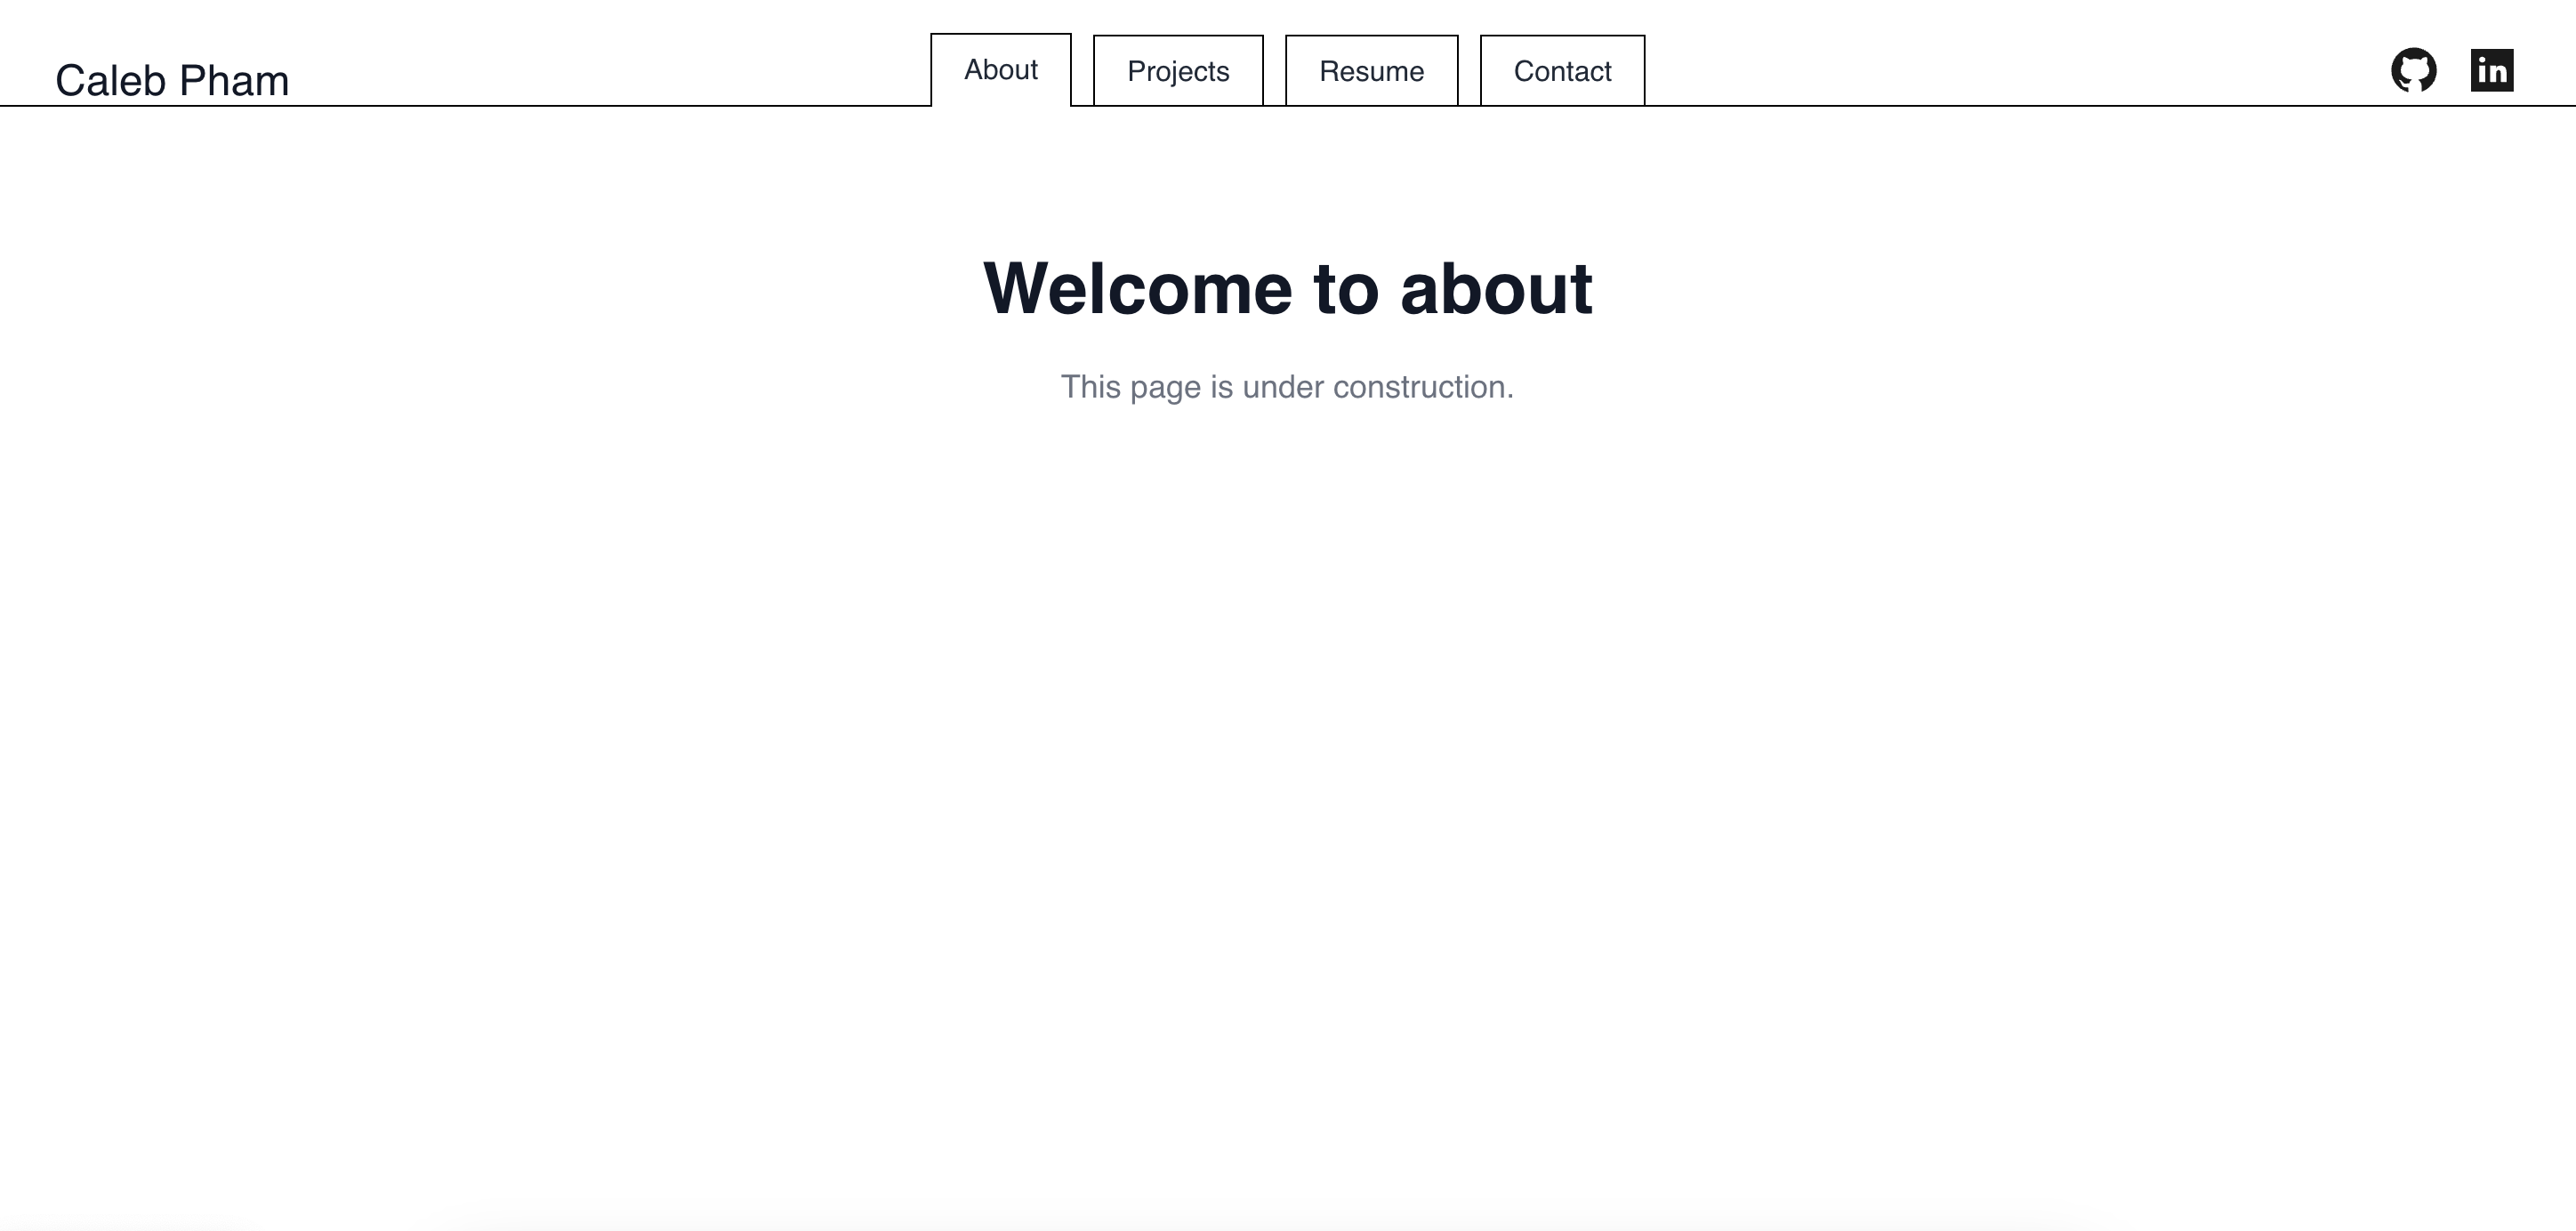 Caleb Pham
About
Projects
Resume
Contact
in
Welcome to about
This page is under construction.